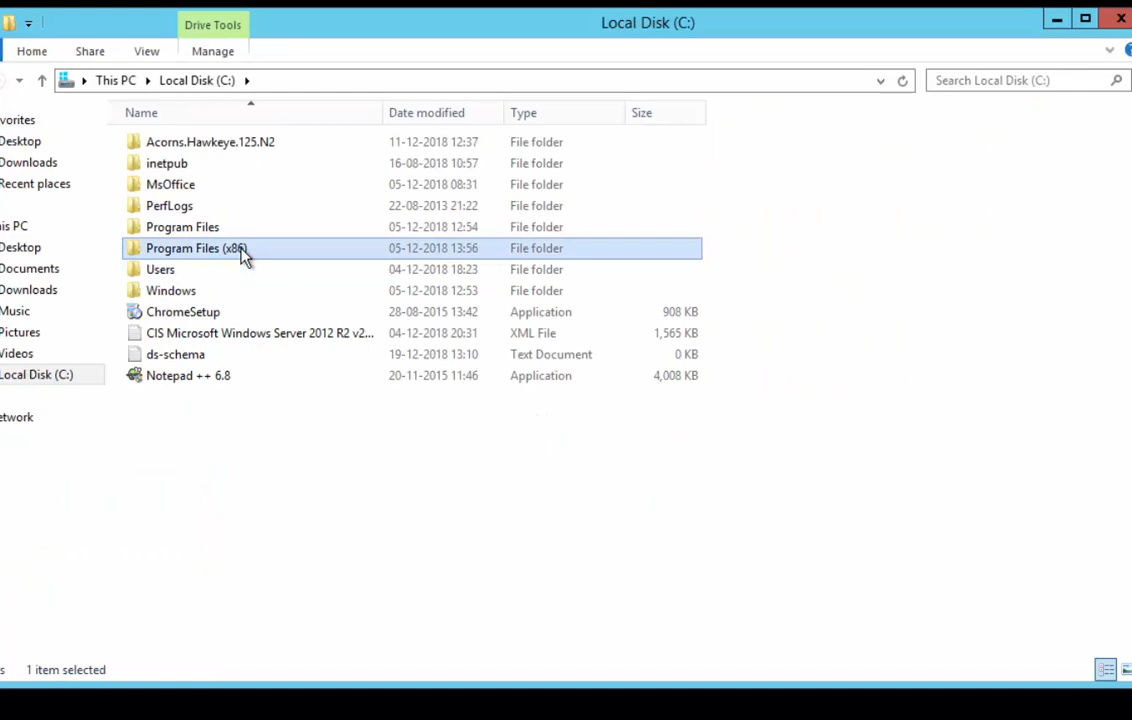 Drive Tools
Local Disk (C:)
Home Share View Manage
This PC Local Disk (C:) Search Local Disk (C:)
Name Date modified Type Size
vorites
Desktop
Downloads
Recent places
his PC
Desktop
Documents
Downloads
Music
Pictures
Videos
Local Disk (C:)
etwork
Acorns.Hawkeye.125.N2 11-12-2018 12:37 File folder
inetpub 16-08-2018 10:57 File folder
MsOffice 05-12-2018 08:31 File folder
PerfLogs 22-08-2013 21:22 File folder
Program Files 05-12-2018 12:54 File folder
Program Files (x86) 05-12-2018 13:56 File folder
Users 04-12-2018 18:23 File folder
Windows 05-12-2018 12:53 File folder
ChromeSetup 28-08-2015 13:42 Application 908 KB
CIS Microsoft Windows Server 2012 R2 v2... 04-12-2018 20:31 XML File 1,565 KB
ds-schema 19-12-2018 13:10 Text Document 0 KB
Notepad ++ 6.8 20-11-2015 11:46 Application 4,008 KB
s 1 item selected